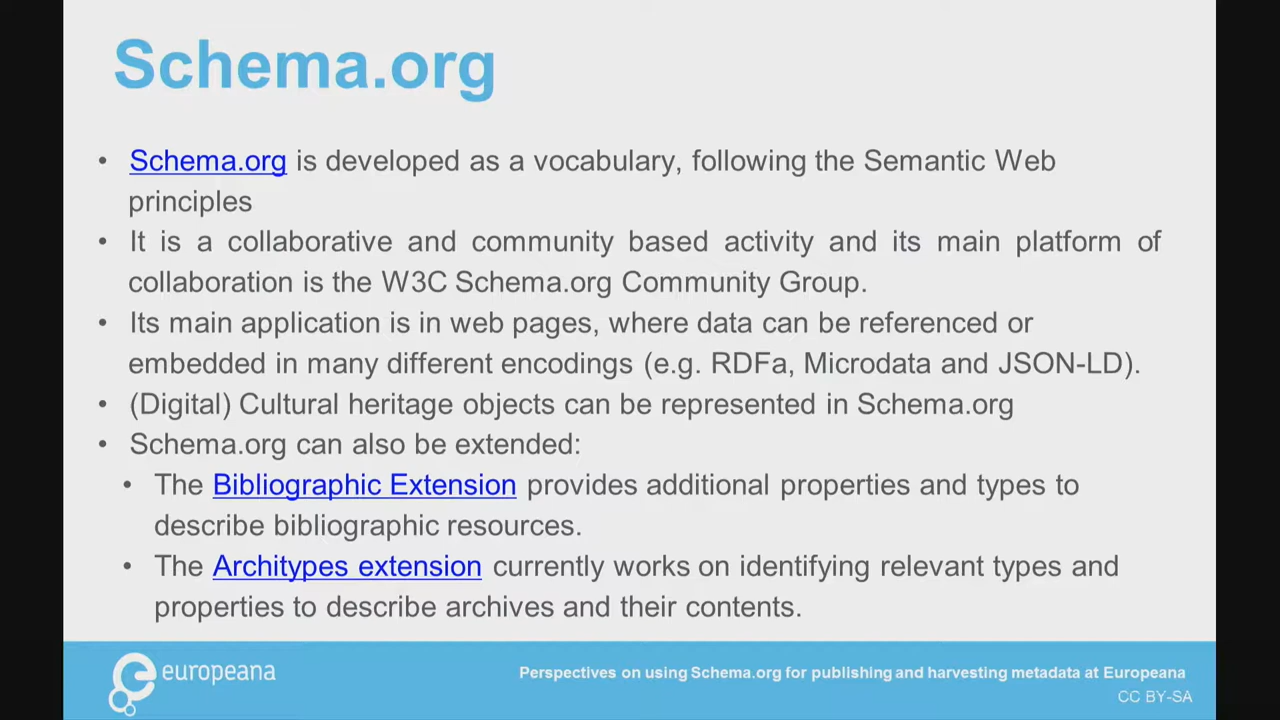 Schema.org
• Schema.org is developed as a vocabulary, following the Semantic Web
principles
• It is a collaborative and community based activity and its main platform of
collaboration is the W3C Schema.org Community Group.
• Its main application is in web pages, where data can be referenced or
embedded in many different encodings (e.g. RDFa, Microdata and JSON-LD).
• (Digital) Cultural heritage objects can be represented in Schema.org
• Schema.org can also be extended:
• The Bibliographic Extension provides additional properties and types to
describe bibliographic resources.
• The Architypes extension currently works on identifying relevant types and
properties to describe archives and their contents.
europeana
Perspectives on using Schema.org for publishing and harvesting metadata at Europeana
CC BY-SA